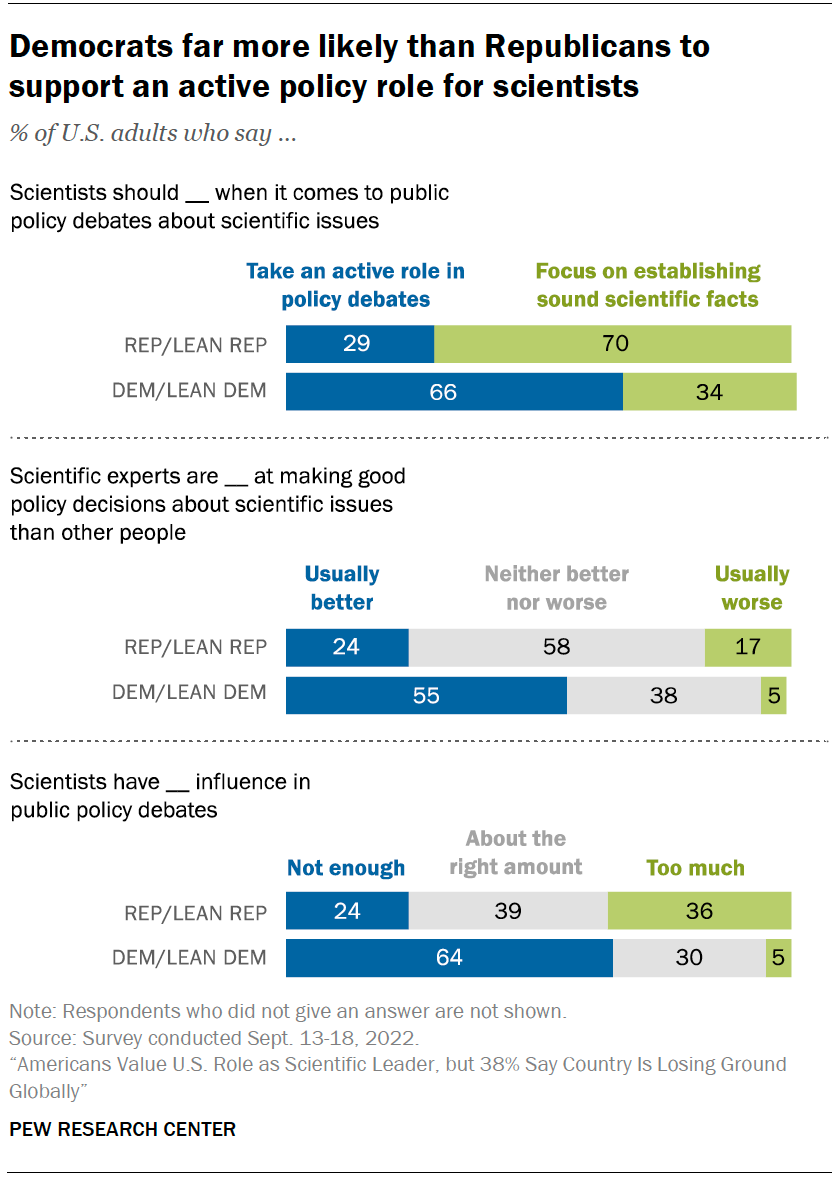 Democrats far more likely than Republicans to
support an active policy role for scientists
% of U.S. adults who say ...
Scientists should __ when it comes to public
policy debates about scientific issues
Take an active role in
policy debates
Focus on establishing
sound scientific facts
REP/LEAN REP 29 70
DEM/LEAN DEM 66 34
Scientific experts are __ at making good
policy decisions about scientific issues
than other people
Usually
better
Neither better
nor worse
Usually
worse
REP/LEAN REP 24 58 17
DEM/LEAN DEM 55 38 5
Scientists have __ influence in
public policy debates
Not enough
About the
right amount
Too much
REP/LEAN REP 24 39 36
DEM/LEAN DEM 64 30 5
Note: Respondents who did not give an answer are not shown.
Source: Survey conducted Sept. 13-18, 2022.
“Americans Value U.S. Role as Scientific Leader, but 38% Say Country Is Losing Ground
Globally”
PEW RESEARCH CENTER